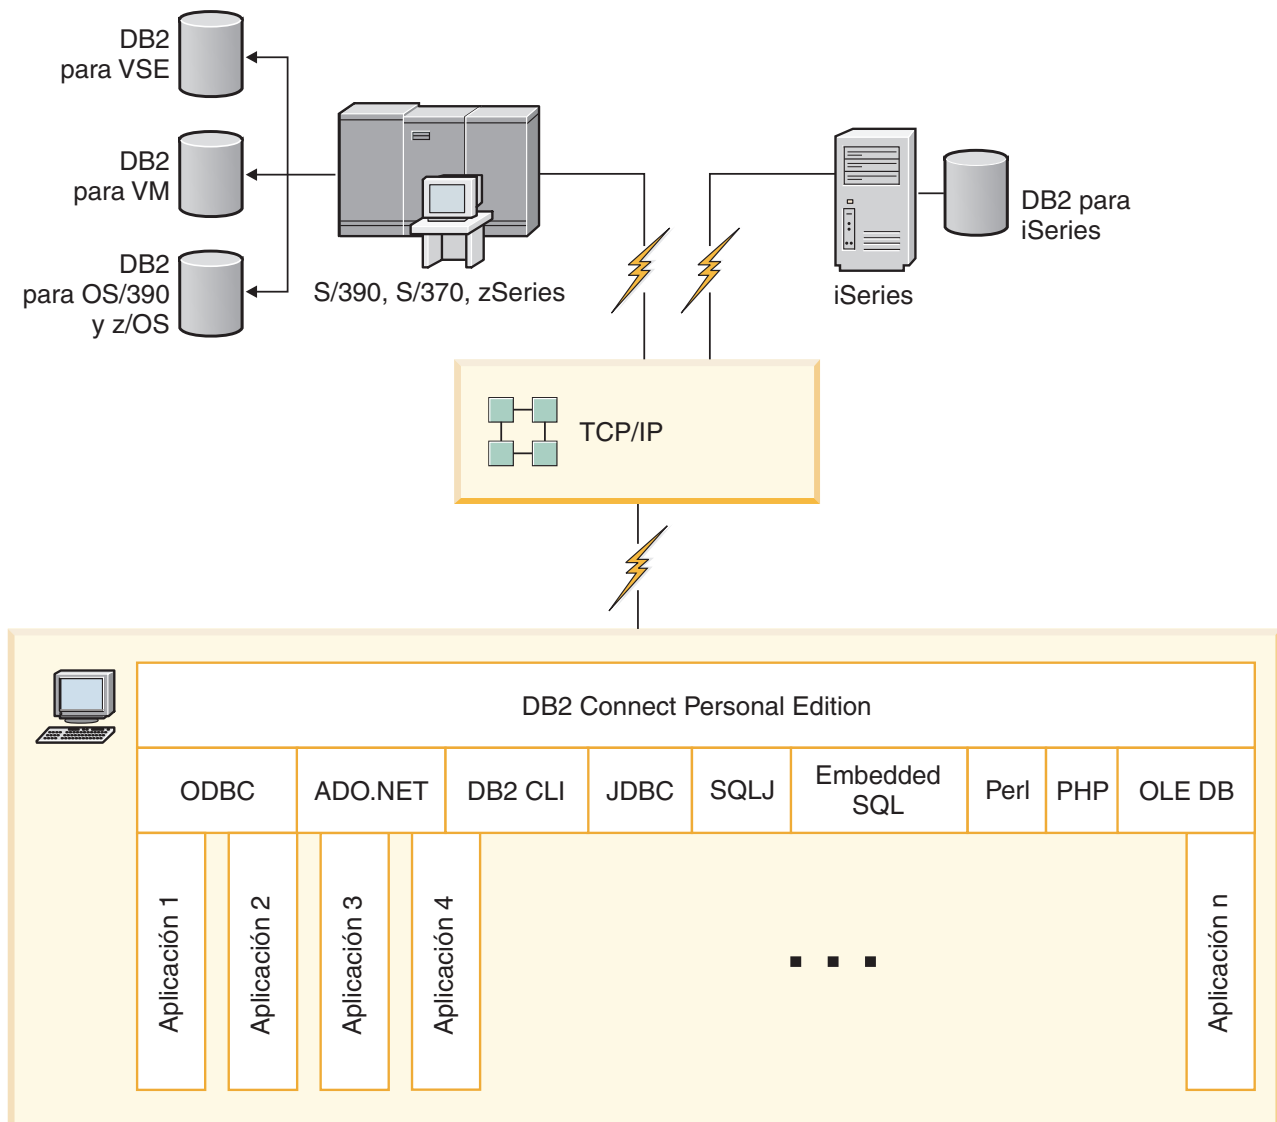 DB2
para VSE
DB2
para VM
DB2
para OS/390
y z/OS
S/390, S/370, zSeries
iSeries
DB2 para
iSeries
TCP/IP
DB2 Connect Personal Edition
ODBC
ADO.NET
DB2 CLI
JDBC
SQLJ
Embedded
SQL
Perl
PHP
OLE DB
Aplicación 1
Aplicación 2
Aplicación 3
Aplicación 4
Aplicación n